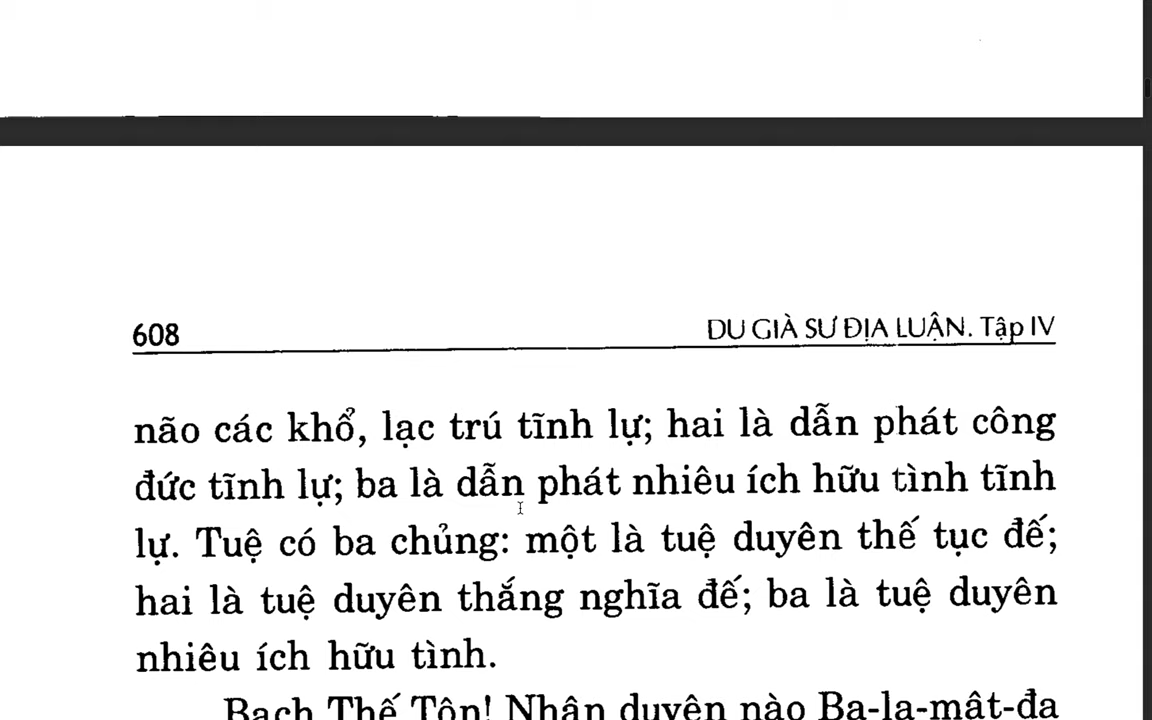 608
DU GIÀ SƯ ĐỊA LUẬN. Tập IV
não các khổ, lạc trú tĩnh lự; hai là dẫn phát công
đức tĩnh lự; ba là dẫn phát nhiêu ích hữu tình tĩnh
lự. Tuệ có ba chủng: một là tuệ duyên thế tục đế;
hai là tuệ duyên thắng nghĩa đế; ba là tuệ duyên
nhiêu ích hữu tình.
Bạch Thế Tôn! Nhân duyên nào Ba-la-mật-đa